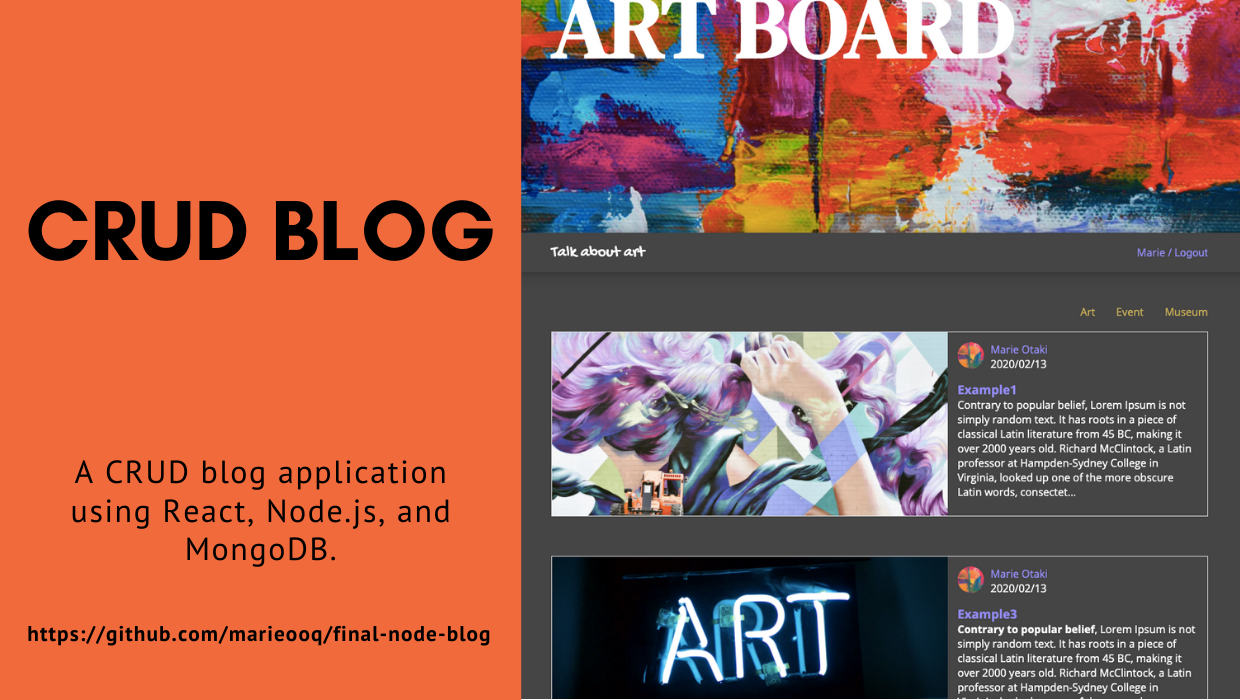 CRUD BLOG
A CRUD blog application
using React, Node.js, and
MongoDB.
https://github.com/marieooq/final-node-blog
ART BOARD
Talk about art
Marie / Logout
Art Event Museum
Marie Otaki
2020/02/13
Example1
Contrary to popular belief, Lorem Ipsum is not
simply random text. It has roots in a piece of
classical Latin literature from 45 BC, making it
over 2000 years old. Richard McClintock, a Latin
professor at Hampden-Sydney College in
Virginia, looked up one of the more obscure
Latin words, consectet...
ART
Marie Otaki
2020/02/13
Example3
Contrary to popular belief, Lorem Ipsum is not
simply random text. It has roots in a piece of
classical Latin literature from 45 BC, making it
over 2000 years old. Richard McClintock, a Latin
professor at Hampden-Sydney College in